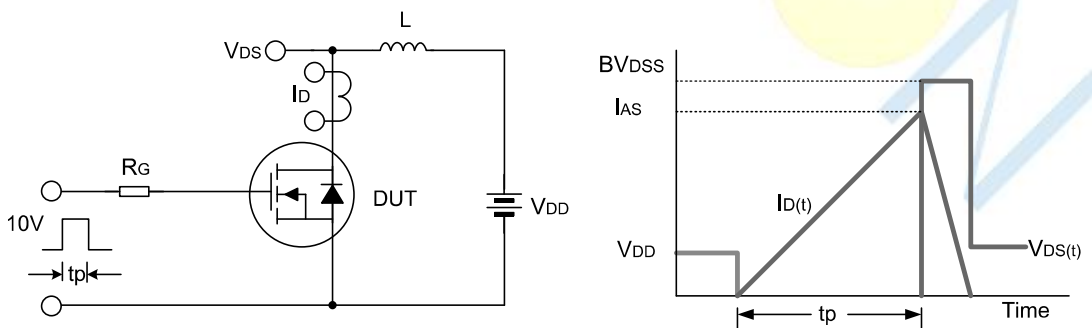 VDS
L
ID
RG
DUT
VDD
10V
tp
BVDSS
IAS
ID(t)
VDD
VDS(t)
tp
Time